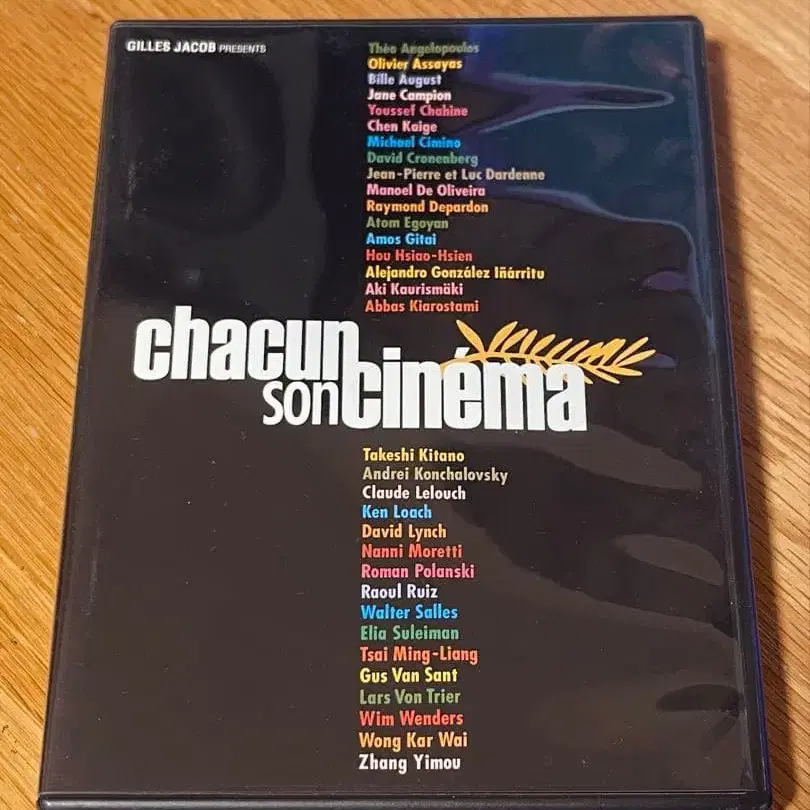 GILLES JACOB PRESENTS
Théo Angelopoulos
Olivier Assayas
Bille August
Jane Campion
Youssef Chahine
Chen Kaige
Michael Cimino
David Cronenberg
Jean-Pierre et Luc Dardenne
Manoel De Oliveira
Raymond Depardon
Atom Egoyan
Amos Gitai
Hou Hsiao-Hsien
Alejandro González Iñárritu
Aki Kaurismäki
Abbas Kiarostami
chacun
son cinéma
Takeshi Kitano
Andrei Konchalovsky
Claude Lelouch
Ken Loach
David Lynch
Nanni Moretti
Roman Polanski
Raoul Ruiz
Walter Salles
Elia Suleiman
Tsai Ming-Liang
Gus Van Sant
Lars Von Trier
Wim Wenders
Wong Kar Wai
Zhang Yimou